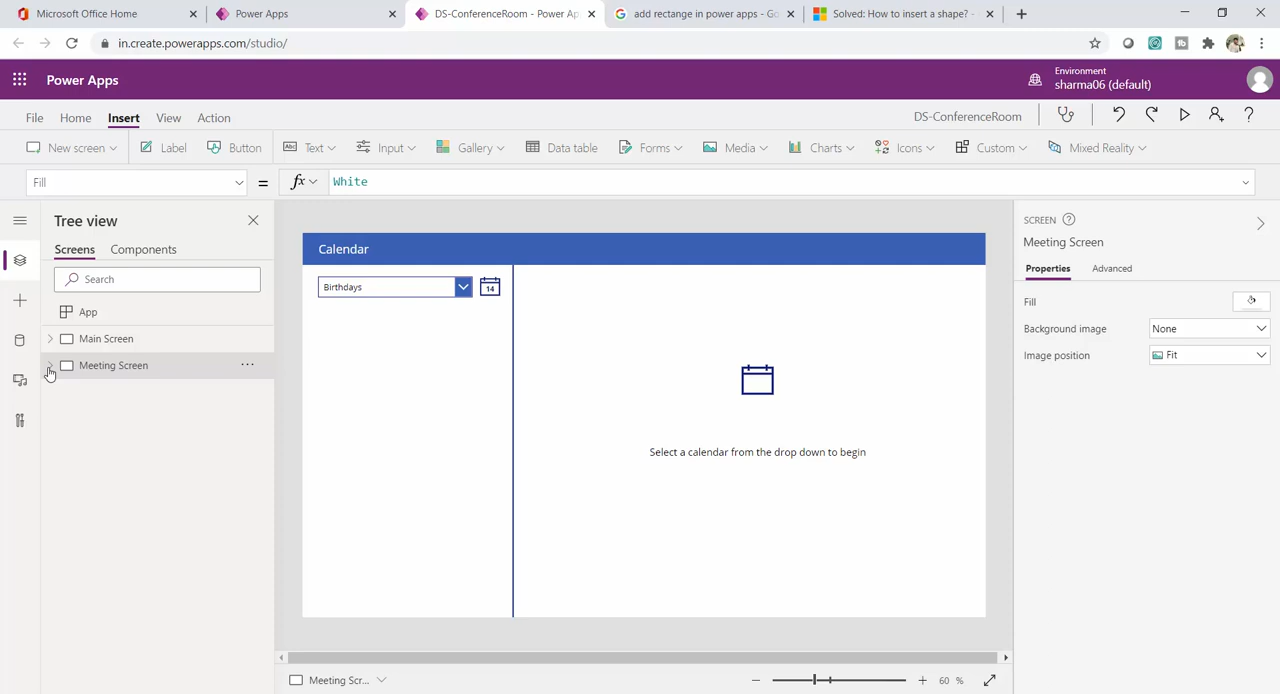 Microsoft Office Home
Power Apps
DS-ConferenceRoom - Power Ap
add rectange in power apps - Go
Solved: How to insert a shape? -
in.create.powerapps.com/studio/
Power Apps
Environment
sharma06 (default)
File Home Insert View Action
DS-ConferenceRoom
New screen Label Button Text Input Gallery Data table Forms Media Charts Icons Custom Mixed Reality
Fill = fx White
Tree view
Screens Components
Search
App
Main Screen
Meeting Screen
Calendar
Birthdays
14
Select a calendar from the drop down to begin
SCREEN
Meeting Screen
Properties Advanced
Fill
Background image None
Image position Fit
Meeting Scr...
60 %